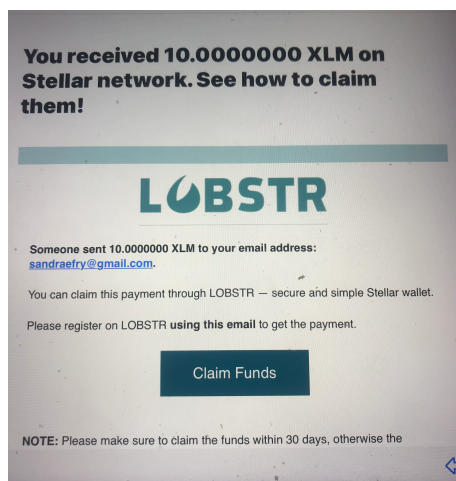 You received 10.0000000 XLM on
Stellar network. See how to claim
them!
LOBSTR
Someone sent 10.0000000 XLM to your email address:
sandraefry@gmail.com.
You can claim this payment through LOBSTR — secure and simple Stellar wallet.
Please register on LOBSTR using this email to get the payment.
Claim Funds
NOTE: Please make sure to claim the funds within 30 days, otherwise the